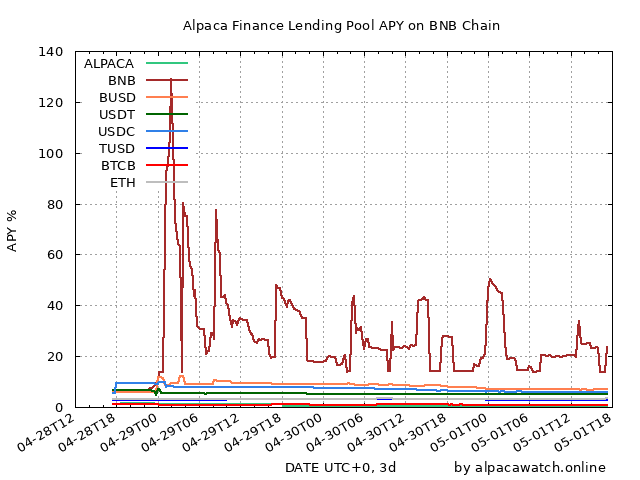 Alpaca Finance Lending Pool APY on BNB Chain
140
120
100
80
60
40
20
0
APY %
ALPACA
BNB
BUSD
USDT
USDC
TUSD
BTCB
ETH
04-28T12
04-28T18
04-29T00
04-29T06
04-29T12
04-29T18
04-30T00
04-30T06
04-30T12
04-30T18
05-01T00
05-01T06
05-01T12
05-01T18
DATE UTC+0, 3d
by alpacawatch.online